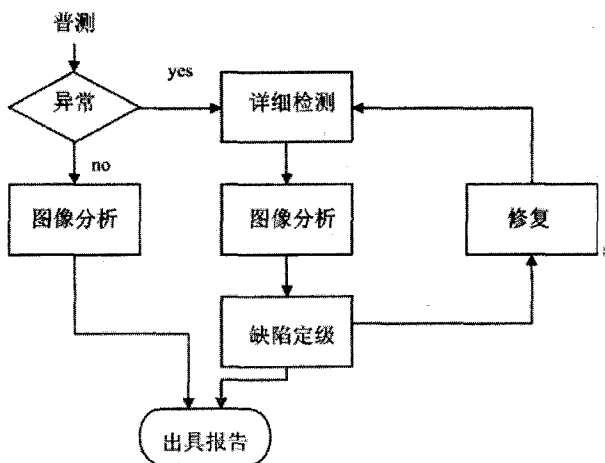 普测
yes
异常
详细检测
no
图像分析
图像分析
修复
缺陷定级
出具报告